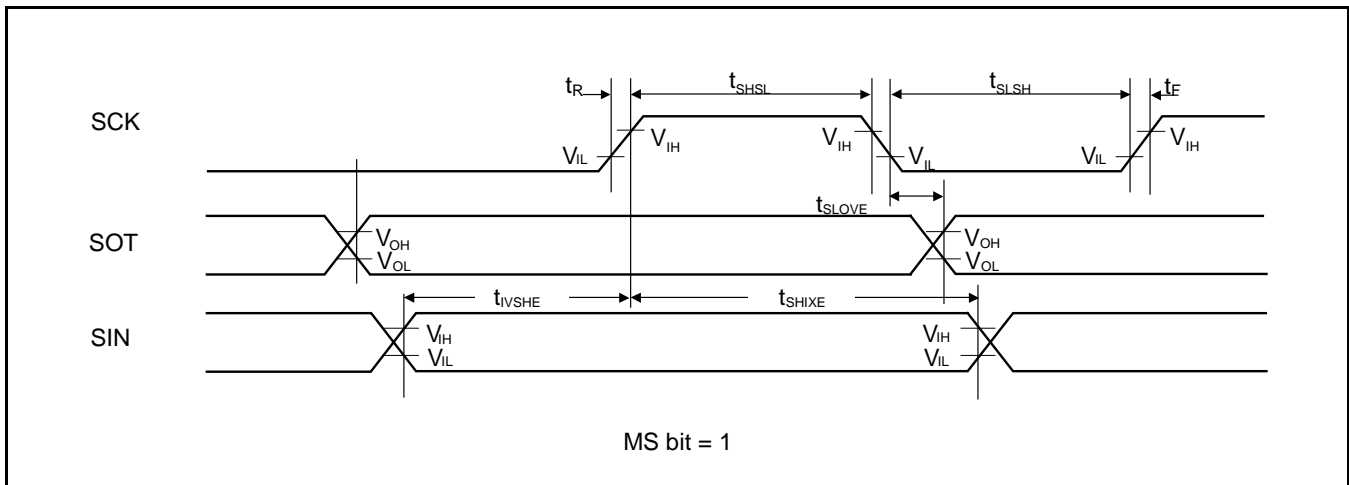 tR tSHSL tSLSH tF
SCK
VIH VIH VIH
VIL VIL VIL
tSLOVE
SOT
VOH VOH
VOL VOL
tIVSHE tSHIXE
SIN
VIH VIH
VIL VIL
MS bit = 1